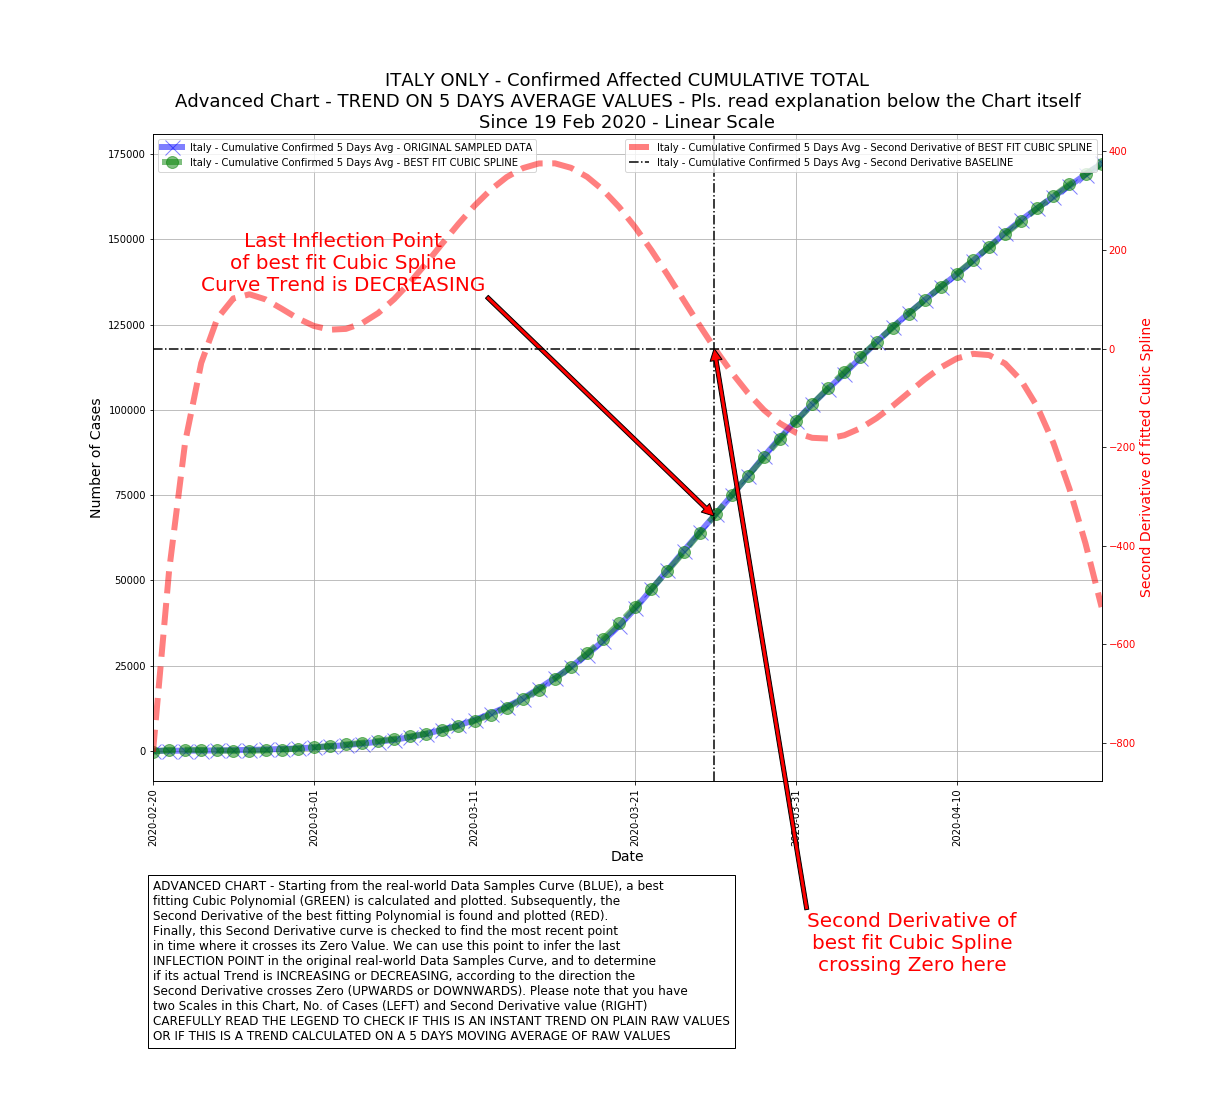 ITALY ONLY - Confirmed Affected CUMULATIVE TOTAL
Advanced Chart - TREND ON 5 DAYS AVERAGE VALUES - Pls. read explanation below the Chart itself
Since 19 Feb 2020 - Linear Scale
Italy - Cumulative Confirmed 5 Days Avg - ORIGINAL SAMPLED DATA
Italy - Cumulative Confirmed 5 Days Avg - BEST FIT CUBIC SPLINE
Italy - Cumulative Confirmed 5 Days Avg - Second Derivative of BEST FIT CUBIC SPLINE
Italy - Cumulative Confirmed 5 Days Avg - Second Derivative BASELINE
Last Inflection Point
of best fit Cubic Spline
Curve Trend is DECREASING
Number of Cases
175000
150000
125000
100000
75000
50000
25000
0
400
200
0
−200
−400
−600
−800
Second Derivative of fitted Cubic Spline
2020-02-20
2020-03-01
2020-03-11
2020-03-21
2020-03-31
2020-04-10
Date
Second Derivative of
best fit Cubic Spline
crossing Zero here
ADVANCED CHART - Starting from the real-world Data Samples Curve (BLUE), a best
fitting Cubic Polynomial (GREEN) is calculated and plotted. Subsequently, the
Second Derivative of the best fitting Polynomial is found and plotted (RED).
Finally, this Second Derivative curve is checked to find the most recent point
in time where it crosses its Zero Value. We can use this point to infer the last
INFLECTION POINT in the original real-world Data Samples Curve, and to determine
if its actual Trend is INCREASING or DECREASING, according to the direction the
Second Derivative crosses Zero (UPWARDS or DOWNWARDS). Please note that you have
two Scales in this Chart, No. of Cases (LEFT) and Second Derivative value (RIGHT)
CAREFULLY READ THE LEGEND TO CHECK IF THIS IS AN INSTANT TREND ON PLAIN RAW VALUES
OR IF THIS IS A TREND CALCULATED ON A 5 DAYS MOVING AVERAGE OF RAW VALUES